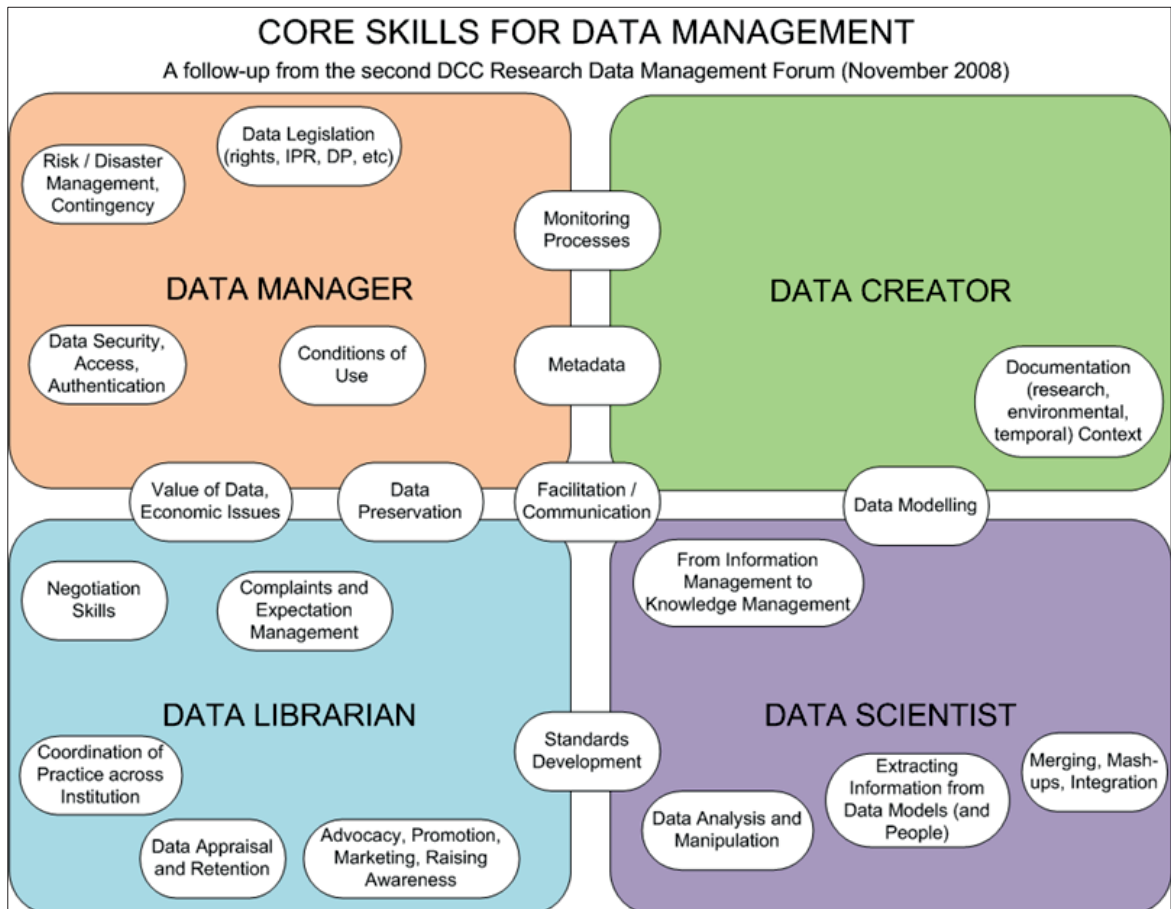 CORE SKILLS FOR DATA MANAGEMENT
A follow-up from the second DCC Research Data Management Forum (November 2008)
Data Legislation
(rights, IPR, DP, etc)
Risk / Disaster
Management,
Contingency
Monitoring
Processes
DATA MANAGER
DATA CREATOR
Data Security,
Access,
Authentication
Conditions of
Use
Metadata
Documentation
(research,
environmental,
temporal) Context
Value of Data,
Economic Issues
Data
Preservation
Facilitation /
Communication
Data Modelling
Negotiation
Skills
Complaints and
Expectation
Management
From Information
Management to
Knowledge Management
DATA LIBRARIAN
DATA SCIENTIST
Coordination of
Practice across
Institution
Standards
Development
Extracting
Information from
Data Models (and
People)
Merging, Mash-
ups, Integration
Data Analysis and
Manipulation
Data Appraisal
and Retention
Advocacy, Promotion,
Marketing, Raising
Awareness